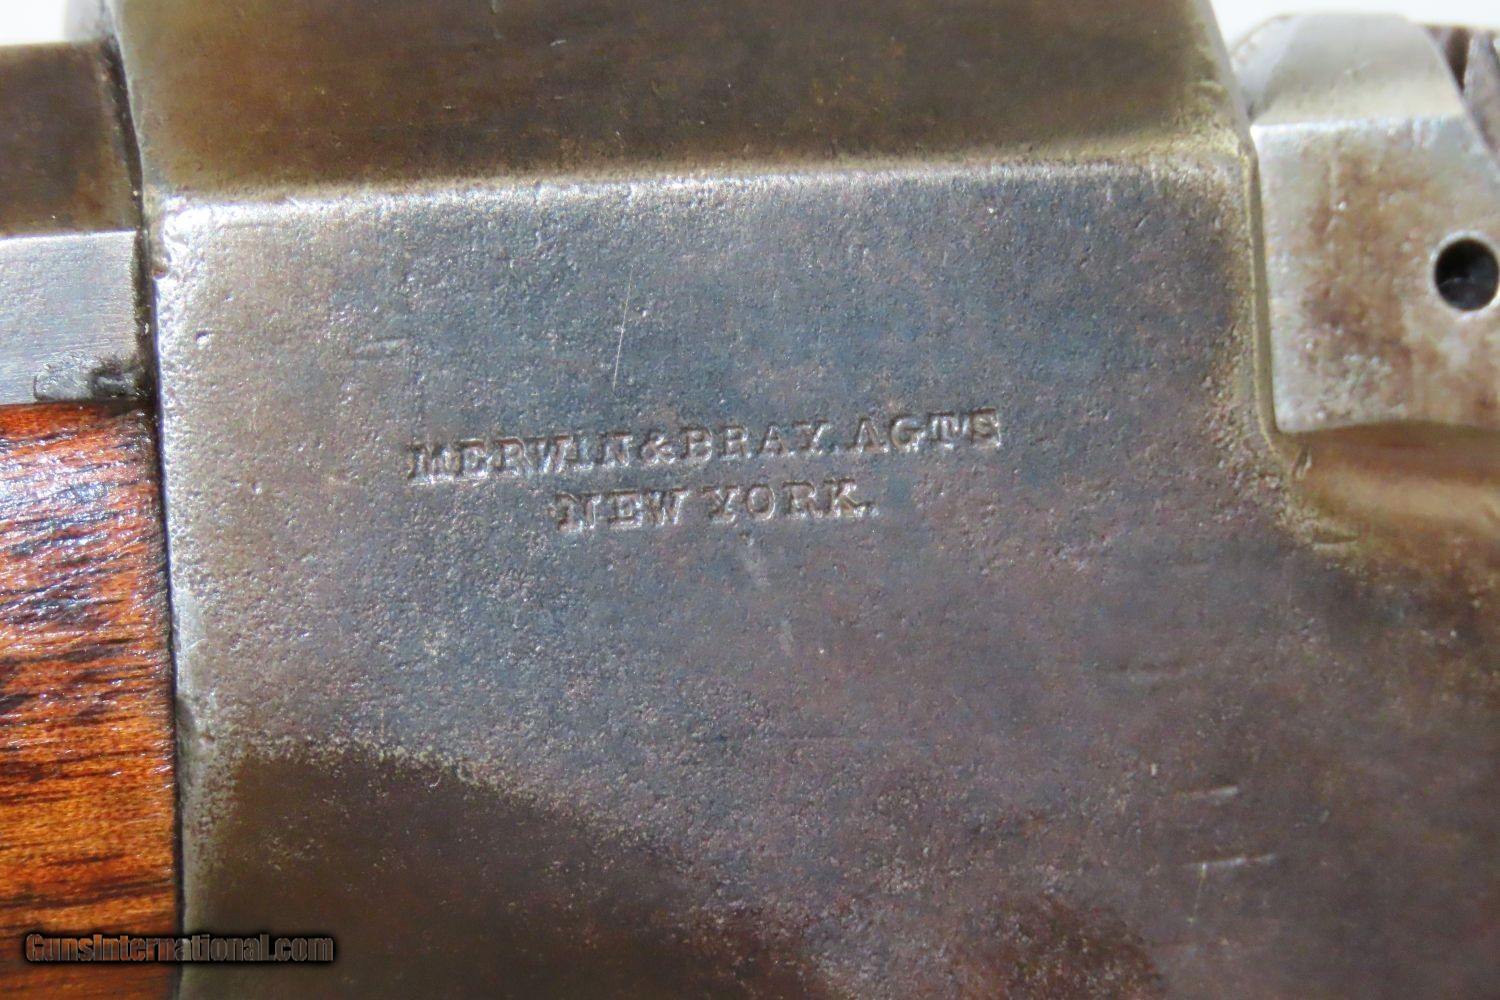 MERWIN & BRAY. AGTS
NEW YORK.
GunsInternational.com